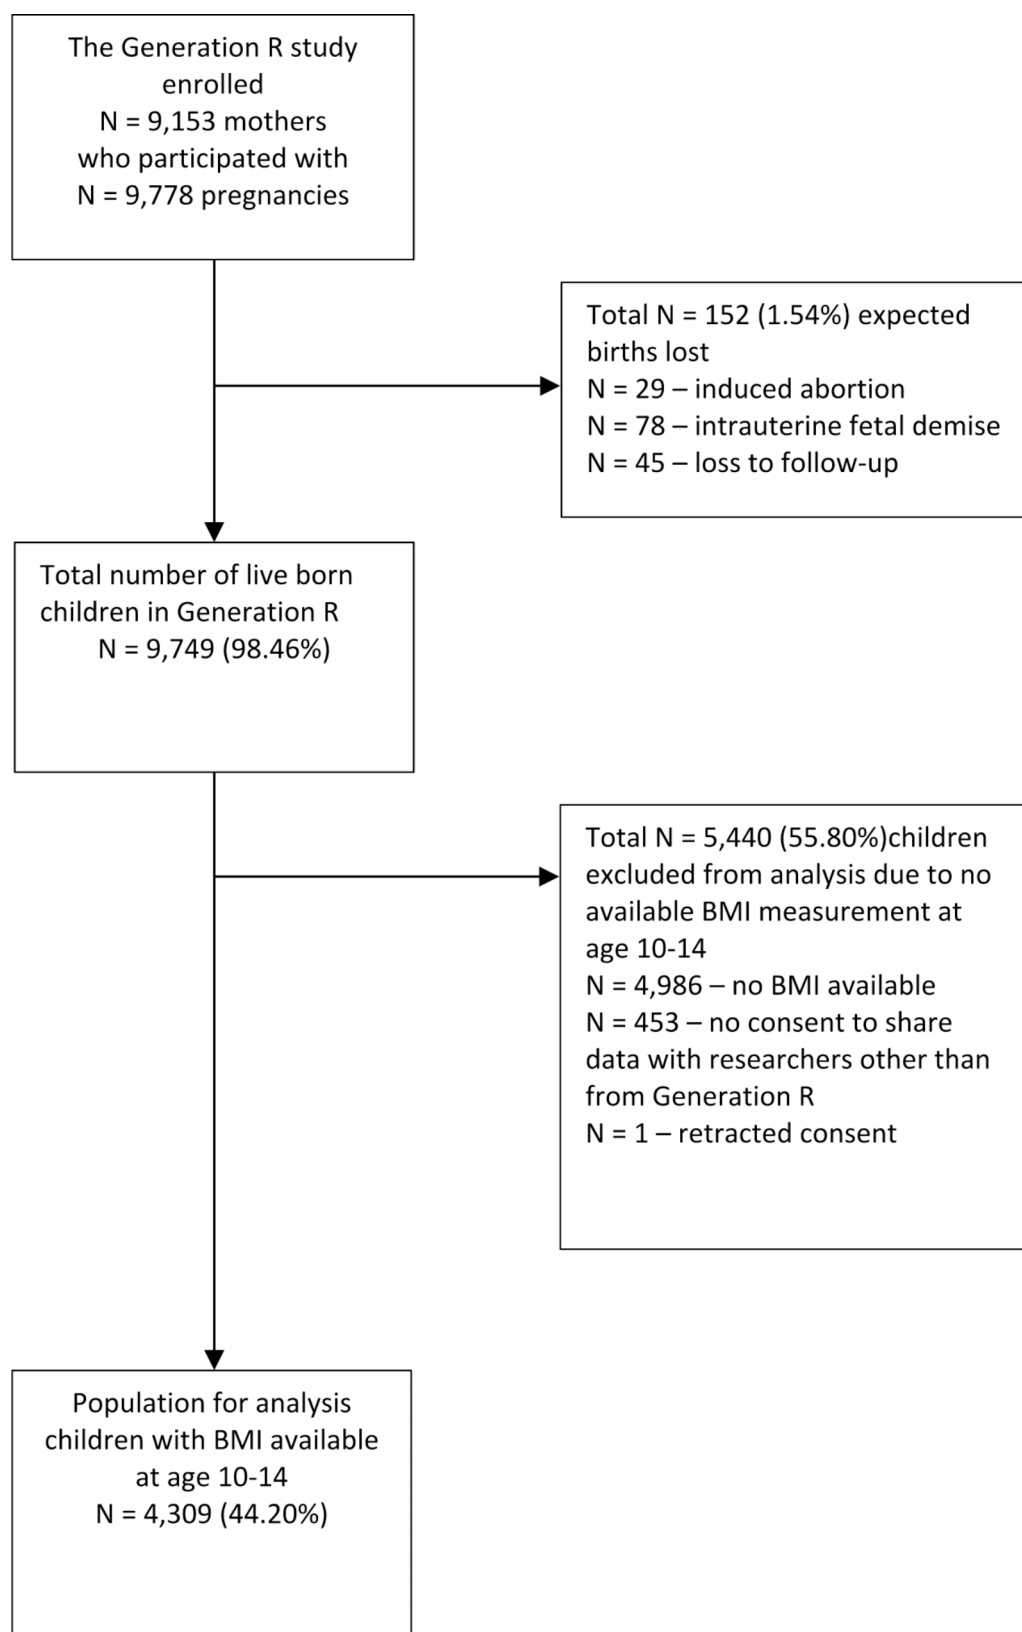 The Generation R study
enrolled
N = 9,153 mothers
who participated with
N = 9,778 pregnancies
Total N = 152 (1.54%) expected
births lost
N = 29 – induced abortion
N = 78 – intrauterine fetal demise
N = 45 – loss to follow-up
Total number of live born
children in Generation R
N = 9,749 (98.46%)
Total N = 5,440 (55.80%)children
excluded from analysis due to no
available BMI measurement at
age 10-14
N = 4,986 – no BMI available
N = 453 – no consent to share
data with researchers other than
from Generation R
N = 1 – retracted consent
Population for analysis
children with BMI available
at age 10-14
N = 4,309 (44.20%)